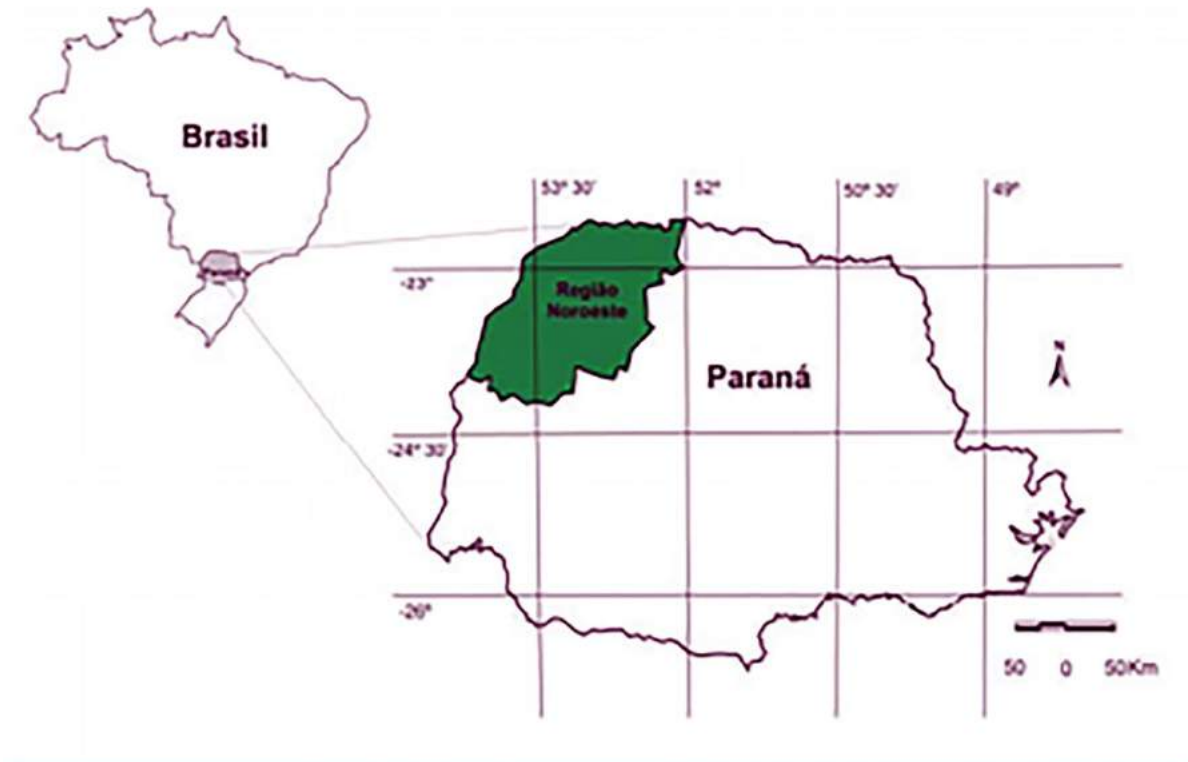 Brasil
53° 30'
52°
50° 30'
49°
-23°
Região
Noroeste
N
Paraná
-24° 30'
-26°
50 0 50Km